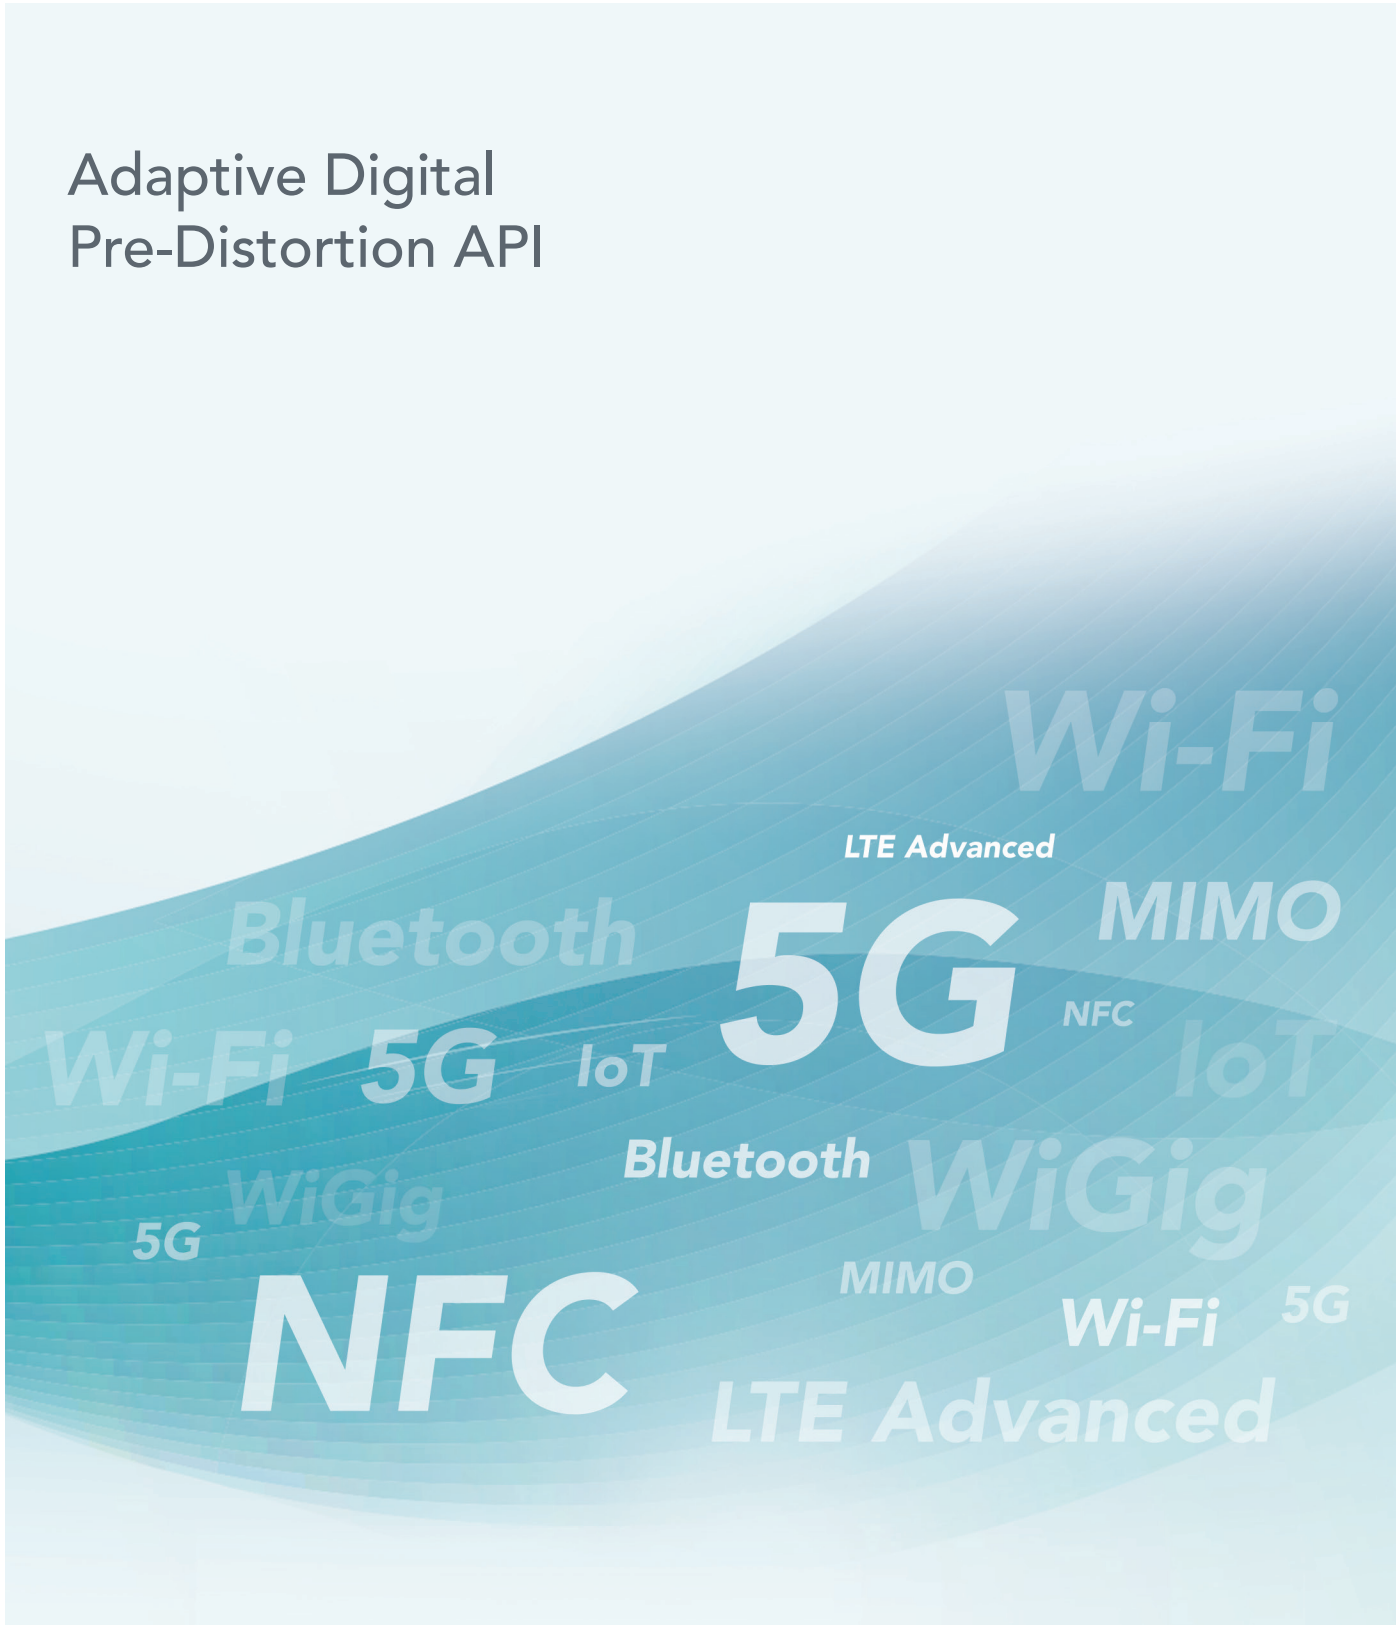 Adaptive Digital
Pre-Distortion API
Wi-Fi
LTE Advanced
Bluetooth
5G
MIMO
NFC
Wi-Fi
5G
IoT
IoT
Bluetooth
WiGig
WiGig
5G
NFC
MIMO
Wi-Fi
5G
LTE Advanced